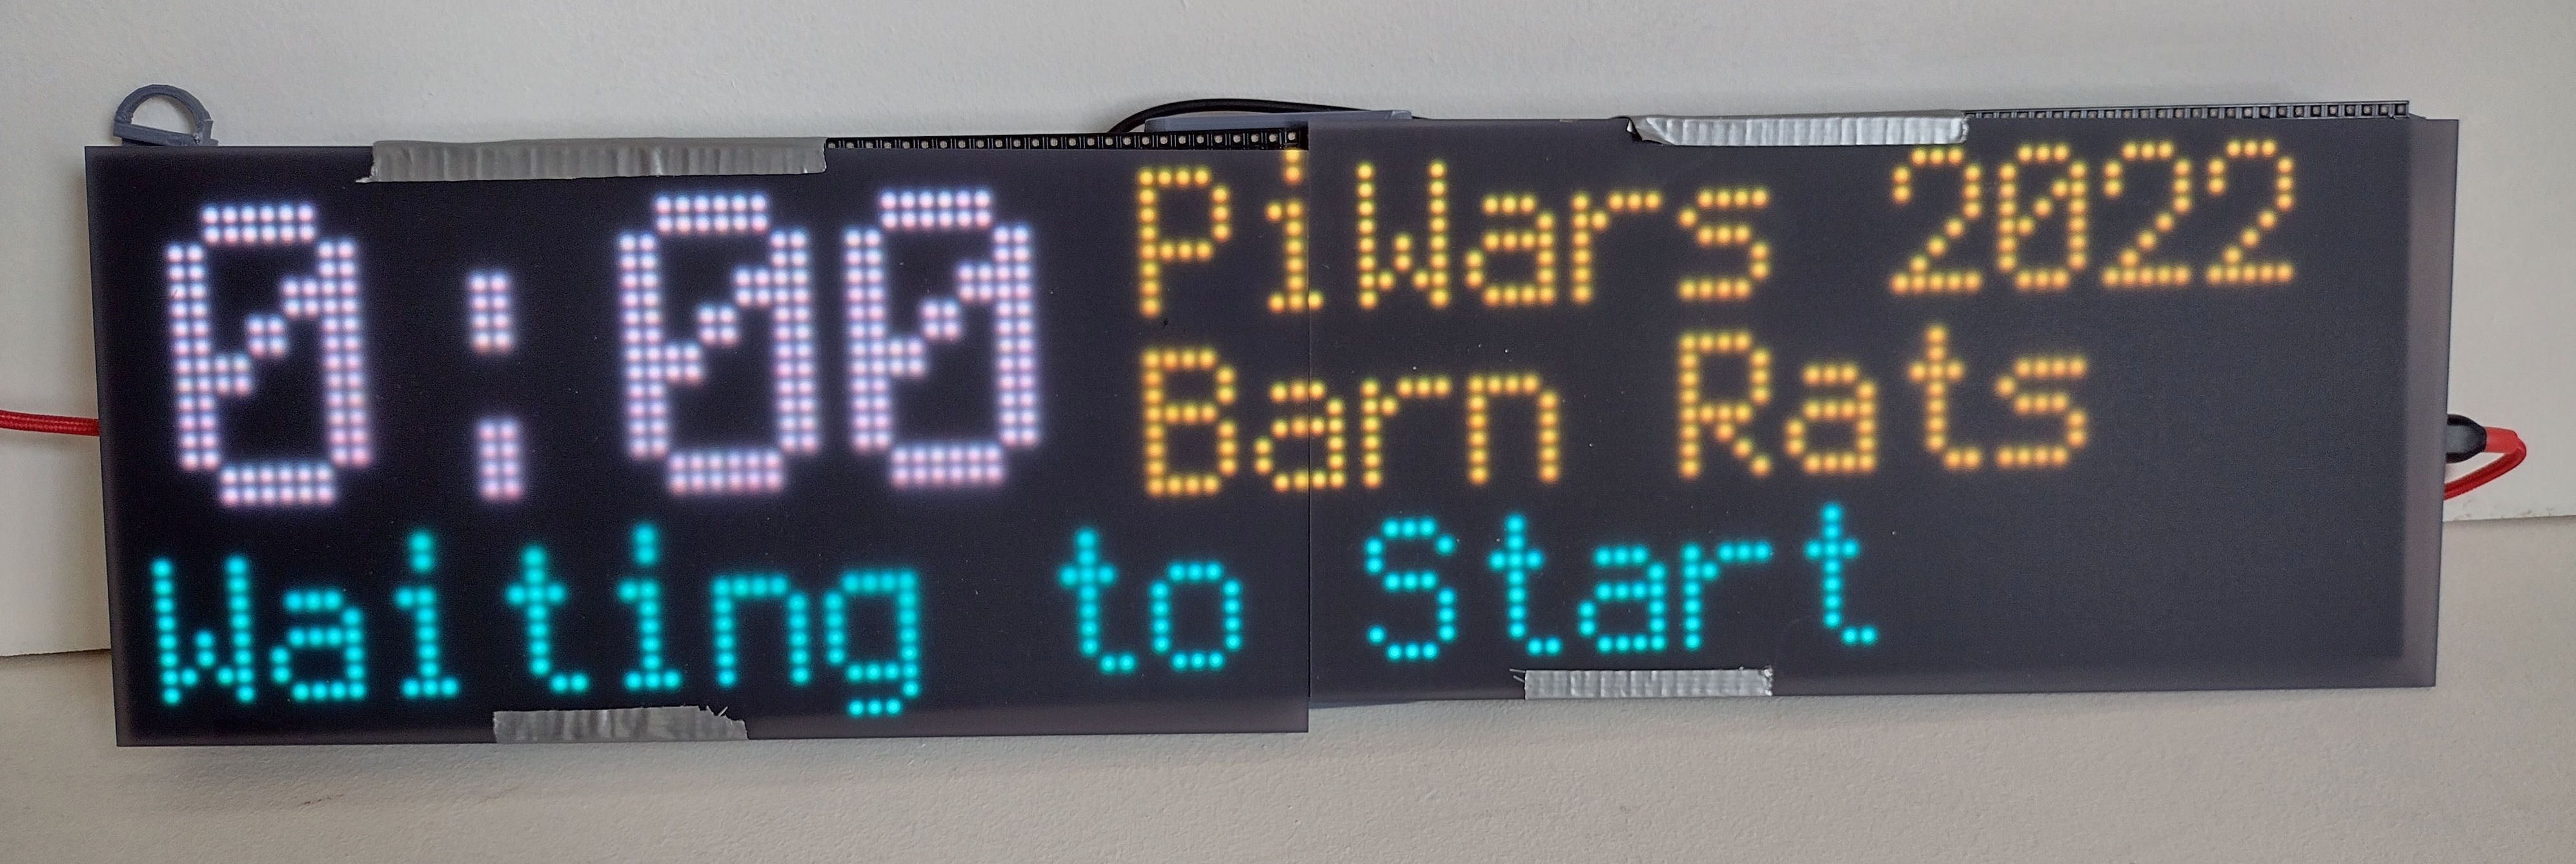 0:00
PiWars 2022
Barn Rats
Waiting to Start